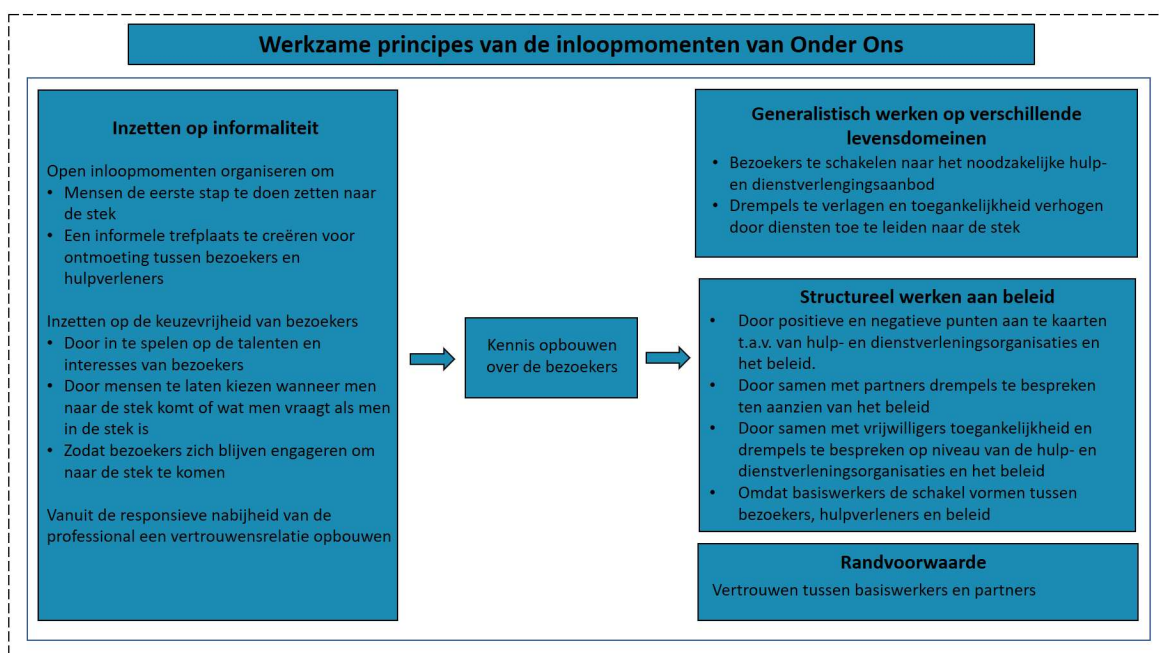 Werkzame principes van de inloopmomenten van Onder Ons
Inzetten op informaliteit
Open inloopmomenten organiseren om
• Mensen de eerste stap te doen zetten naar
de stek
• Een informele trefplaats te creëren voor
ontmoeting tussen bezoekers en
hulpverleners
Inzetten op de keuzevrijheid van bezoekers
• Door in te spelen op de talenten en
interesses van bezoekers
• Door mensen te laten kiezen wanneer men
naar de stek komt of wat men vraagt als men
in de stek is
• Zodat bezoekers zich blijven engageren om
naar de stek te komen
Vanuit de responsieve nabijheid van de
professional een vertrouwensrelatie opbouwen
Kennis opbouwen
over de bezoekers
Generalistisch werken op verschillende
levensdomeinen
• Bezoekers te schakelen naar het noodzakelijke hulp-
en dienstverlengingsaanbod
• Drempels te verlagen en toegankelijkheid verhogen
door diensten toe te leiden naar de stek
Structureel werken aan beleid
• Door positieve en negatieve punten aan te kaarten
t.a.v. van hulp- en dienstverleningsorganisaties en
het beleid.
• Door samen met partners drempels te bespreken
ten aanzien van het beleid
• Door samen met vrijwilligers toegankelijkheid en
drempels te bespreken op niveau van de hulp- en
dienstverleningsorganisaties en het beleid
• Omdat basiswerkers de schakel vormen tussen
bezoekers, hulpverleners en beleid
Randvoorwaarde
Vertrouwen tussen basiswerkers en partners